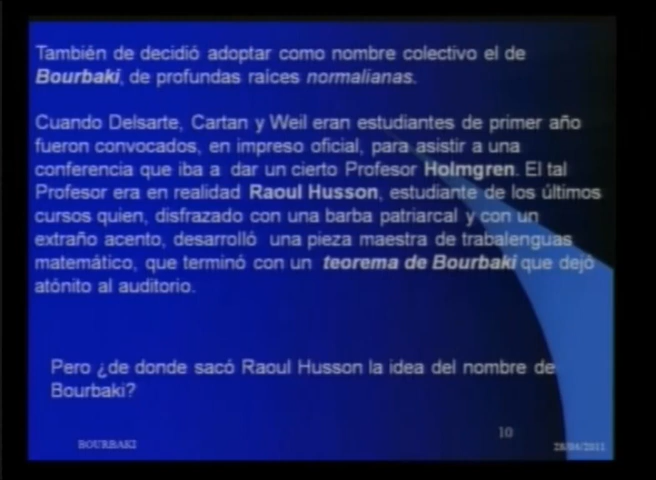 También de decidió adoptar como nombre colectivo el de
Bourbaki, de profundas raíces normalianas.
Cuando Delsarte, Cartan y Weil eran estudiantes de primer año
fueron convocados, en impreso oficial, para asistir a una
conferencia que iba a dar un cierto Profesor Holmgren. El tal
Profesor era en realidad Raoul Husson, estudiante de los últimos
cursos quien, disfrazado con una barba patriarcal y con un
extraño acento, desarrolló una pieza maestra de trabalenguas
matemático, que terminó con un teorema de Bourbaki que dejó
atónito al auditorio.
Pero ¿de donde sacó Raoul Husson la idea del nombre de
Bourbaki?
BOURBAKI
10
28/04/2011